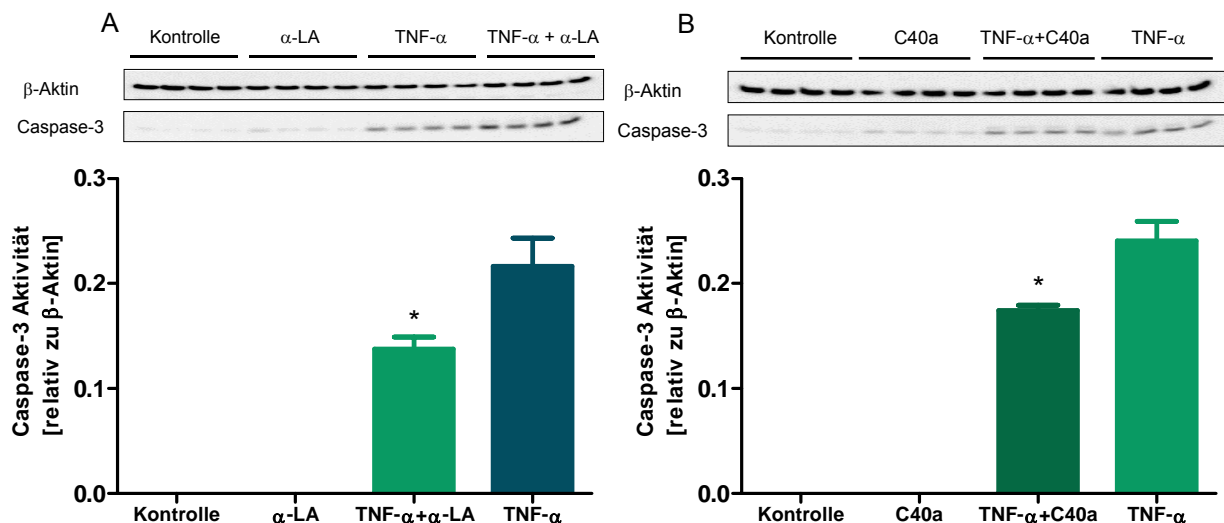 A
Kontrolle α-LA TNF-α TNF-α + α-LA
β-Aktin
Caspase-3
0.3
0.2
0.1
0.0
Caspase-3 Aktivität
[relativ zu β-Aktin]
*
Kontrolle α-LA TNF-α+α-LA TNF-α
B
Kontrolle C40a TNF-α+C40a TNF-α
β-Aktin
Caspase-3
0.3
0.2
0.1
0.0
Caspase-3 Aktivität
[relativ zu β-Aktin]
*
Kontrolle C40a TNF-α+C40a TNF-α